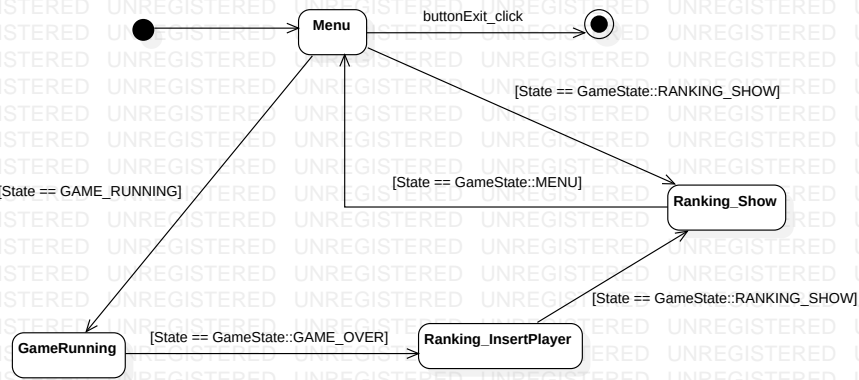 buttonExit_click
Menu
[State == GameState::RANKING_SHOW]
[State == GameState::MENU]
[State == GAME_RUNNING]
Ranking_Show
[State == GameState::RANKING_SHOW]
[State == GameState::GAME_OVER]
Ranking_InsertPlayer
GameRunning
UNREGISTERED